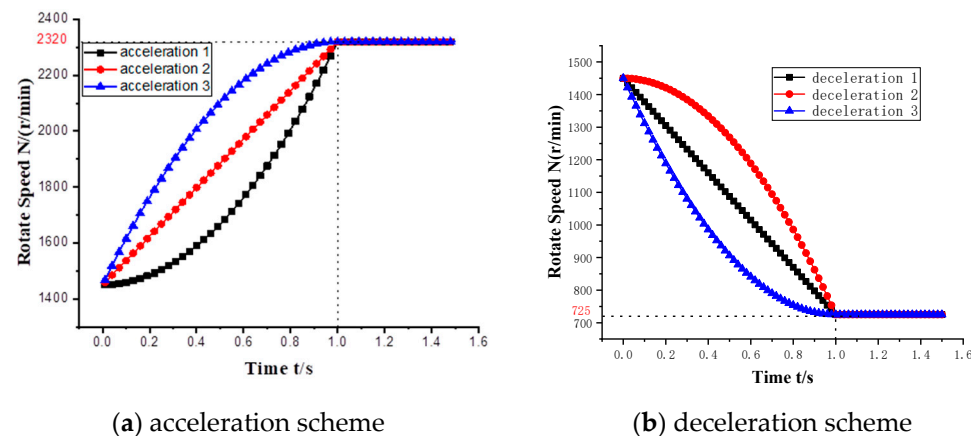 2400
2320
2200
2000
1800
1600
1400
Rotate Speed N/(r/min)
acceleration 1
acceleration 2
acceleration 3
0.0 0.2 0.4 0.6 0.8 1.0 1.2 1.4 1.6
Time t/s
(a) acceleration scheme
1500
1400
1300
1200
1100
1000
900
800
725
700
Rotate Speed N(r/min)
deceleration 1
deceleration 2
deceleration 3
0.0 0.2 0.4 0.6 0.8 1.0 1.2 1.4 1.6
Time t/s
(b) deceleration scheme